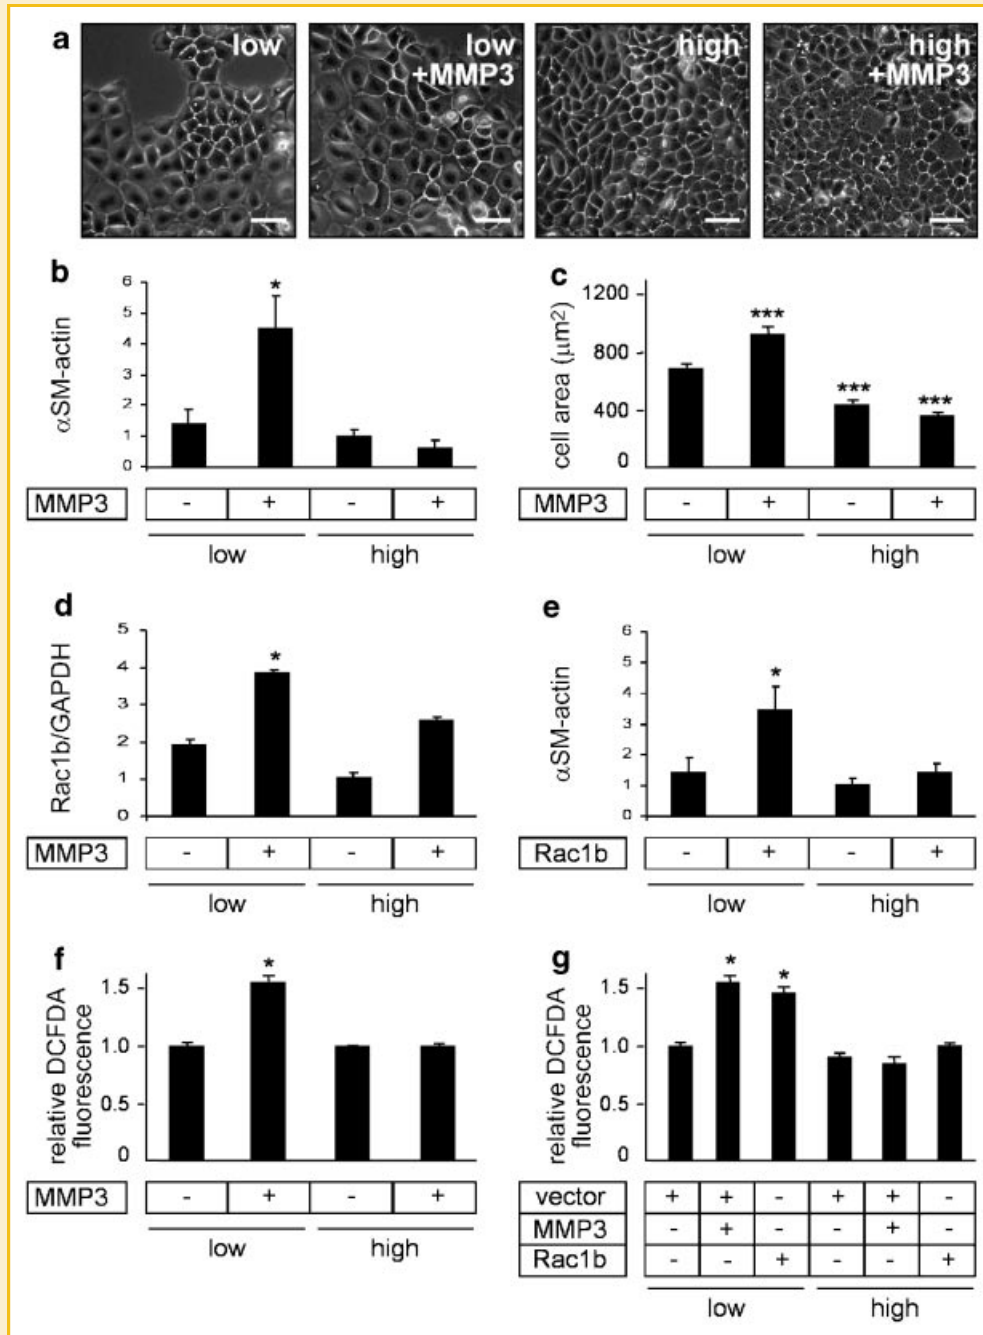 a
low
low
+MMP3
high
high
+MMP3
b
αSM-actin
6
5
4
3
2
1
0
*
MMP3 - + - +
low high
c
cell area (μm2)
1200
800
400
0
***
***
***
MMP3 - + - +
low high
d
Rac1b/GAPDH
5
4
3
2
1
0
*
MMP3 - + - +
low high
e
αSM-actin
6
5
4
3
2
1
0
*
Rac1b - + - +
low high
f
relative DCFDA
fluorescence
1.5
1.0
0.5
0
*
MMP3 - + - +
low high
g
relative DCFDA
fluorescence
1.5
1.0
0.5
0
*
*
vector + + - + + -
MMP3 - + - - + -
Rac1b - - + - - +
low high